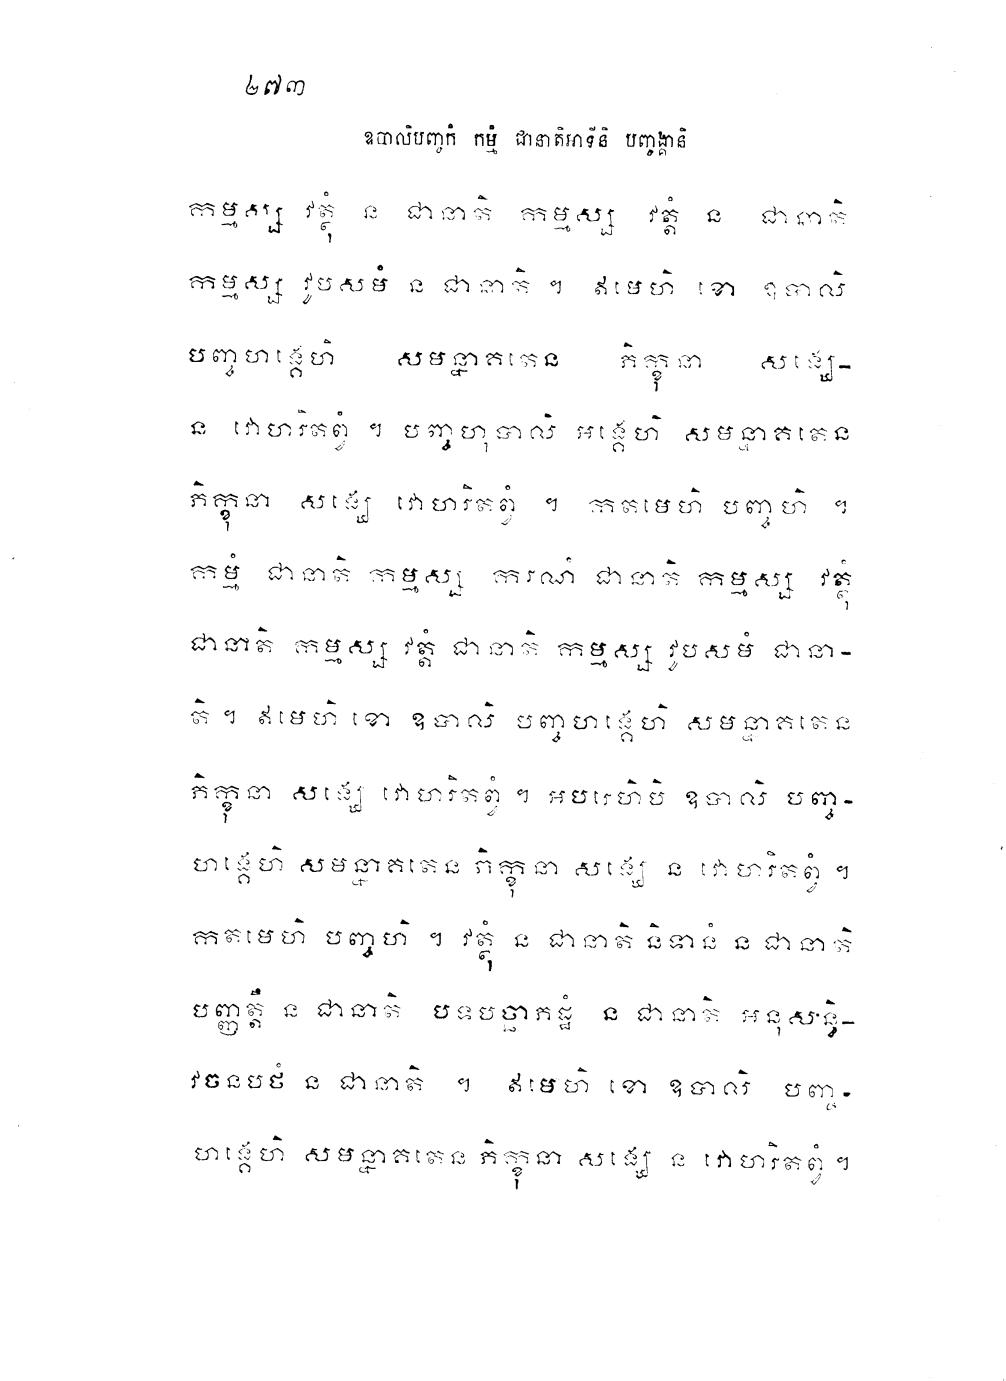 ២៧៣
ឧបាលិបញ្ចកំ កម្មំ ជានាតិអាទីនិ បញ្ចង្គានិ
កម្មស្ស វត្ថុំ ន ជានាតិ កម្មស្ស វត្តំ ន ជានាតិ
កម្មស្ស វូបសមំ ន ជានាតិ ។ ឥមេហិ ខោ ឧបាលិ
បញ្ចហង្គេហិ សមន្នាគតេន ភិក្ខុនា សង្ឃេ-
ន វោហរិតព្វំ ។ បញ្ចហុបាលិ អង្គេហិ សមន្នាគតេន
ភិក្ខុនា សង្ឃេ វោហរិតព្វំ ។ កតមេហិ បញ្ចហិ ។
កម្មំ ជានាតិ កម្មស្ស ករណំ ជានាតិ កម្មស្ស វត្ថុំ
ជានាតិ កម្មស្ស វត្តំ ជានាតិ កម្មស្ស វូបសមំ ជានា-
តិ ។ ឥមេហិ ខោ ឧបាលិ បញ្ចហង្គេហិ សមន្នាគតេន
ភិក្ខុនា សង្ឃេ វោហរិតព្វំ ។ អបរេហិបិ ឧបាលិ បញ្ច-
ហង្គេហិ សមន្នាគតេន ភិក្ខុនា សង្ឃេ ន វោហរិតព្វំ ។
កតមេហិ បញ្ចហិ ។ វត្ថុំ ន ជានាតិ និទានំ ន ជានាតិ
បញ្ញត្តឹ ន ជានាតិ បទបច្ចាភដ្ឋំ ន ជានាតិ អនុសន្ធិ-
វចនបថំ ន ជានាតិ ។ ឥមេហិ ខោ ឧបាលិ បញ្ច-
ហង្គេហិ សមន្នាគតេន ភិក្ខុនា សង្ឃេ ន វោហរិតព្វំ ។